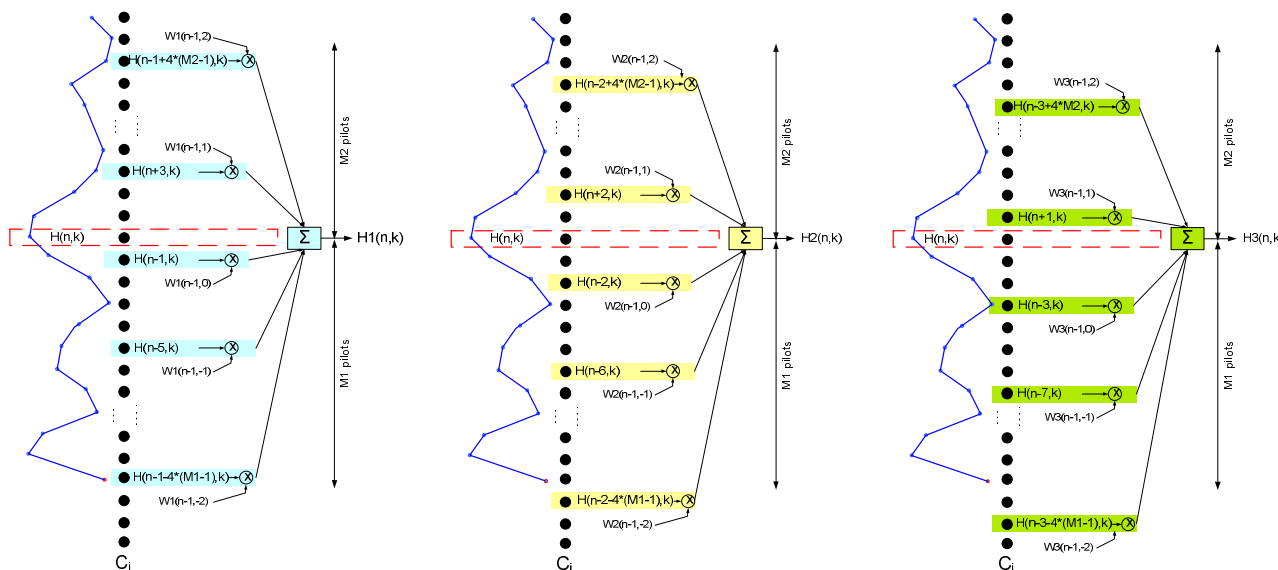 W1(n-1,2)
H(n-1+4*(M2-1),k)
X
M2 pilots
W1(n-1,1)
H(n+3,k)
X
H(n,k)
Σ
H1(n,k)
H(n-1,k)
X
W1(n-1,0)
H(n-5,k)
X
W1(n-1,-1)
M1 pilots
H(n-1-4*(M1-1),k)
X
W1(n-1,-2)
Ci
W2(n-1,2)
H(n-2+4*(M2-1),k)
X
M2 pilots
W2(n-1,1)
H(n+2,k)
X
H(n,k)
Σ
H2(n,k)
H(n-2,k)
X
W2(n-1,0)
H(n-6,k)
X
W2(n-1,-1)
M1 pilots
H(n-2-4*(M1-1),k)
X
W2(n-1,-2)
Ci
W3(n-1,2)
H(n-3+4*M2,k)
X
M2 pilots
W3(n-1,1)
H(n+1,k)
X
H(n,k)
Σ
H3(n,k
H(n-3,k)
X
W3(n-1,0)
H(n-7,k)
X
W3(n-1,-1)
M1 pilots
H(n-3-4*(M1-1),k)
X
W3(n-1,-2)
Ci